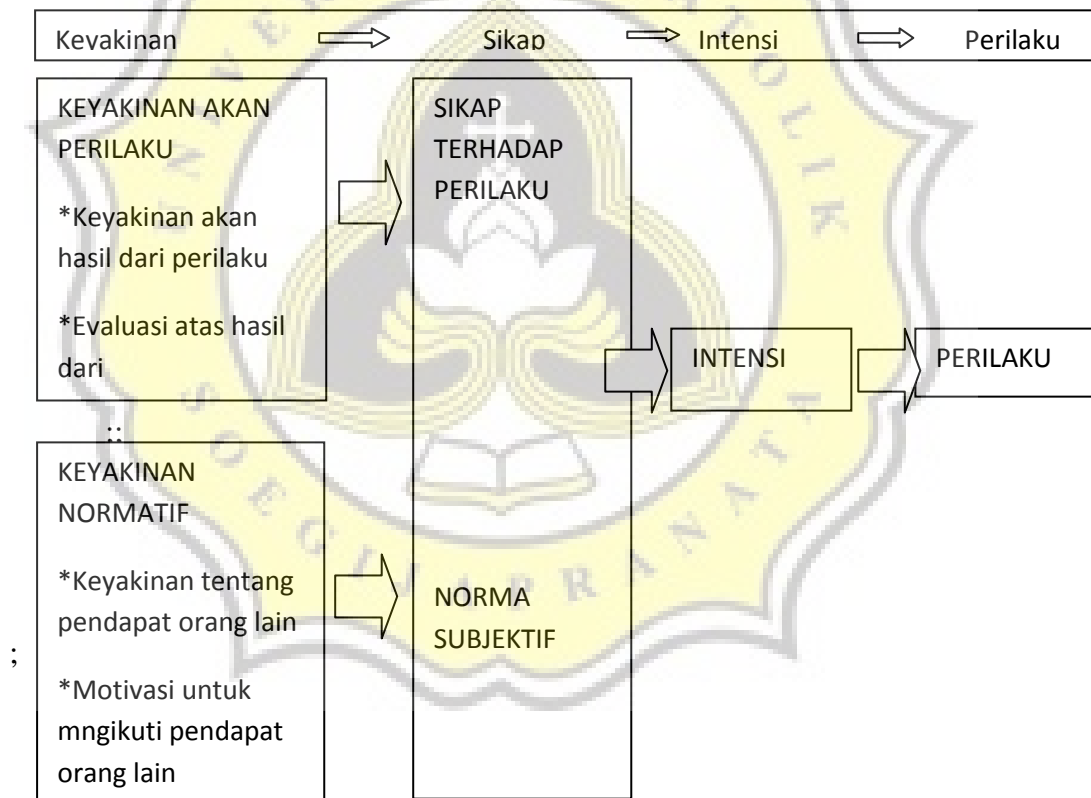 Keyakinan Sikap Intensi Perilaku
KEYAKINAN AKAN
PERILAKU
*Keyakinan akan
hasil dari perilaku
*Evaluasi atas hasil
dari
::
KEYAKINAN
NORMATIF
*Keyakinan tentang
pendapat orang lain
;
*Motivasi untuk
mngikuti pendapat
orang lain
SIKAP
TERHADAP
PERILAKU
NORMA
SUBJEKTIF
INTENSI
PERILAKU
SOEGIJAPRANATA